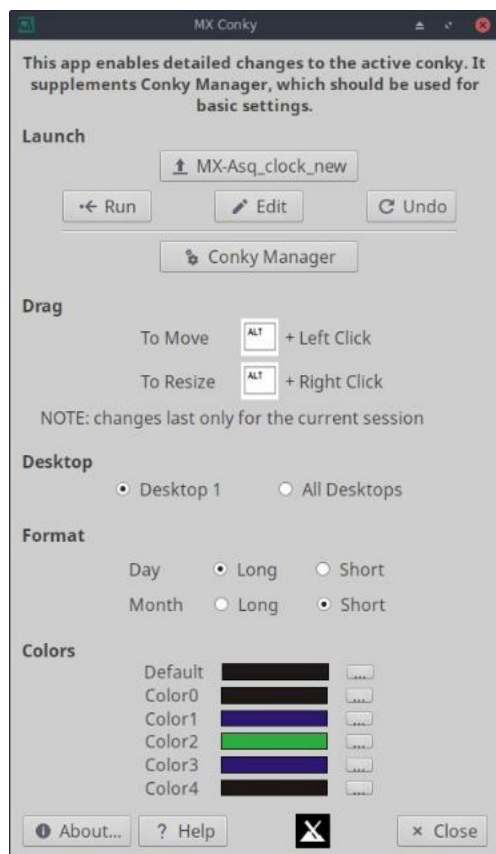 MX Conky
This app enables detailed changes to the active conky. It
supplements Conky Manager, which should be used for
basic settings.
Launch
MX-Asq_clock_new
Run Edit Undo
Conky Manager
Drag
To Move ALT + Left Click
To Resize ALT + Right Click
NOTE: changes last only for the current session
Desktop
Desktop 1 All Desktops
Format
Day Long Short
Month Long Short
Colors
Default ...
Color0 ...
Color1 ...
Color2 ...
Color3 ...
Color4 ...
About... ? Help Close